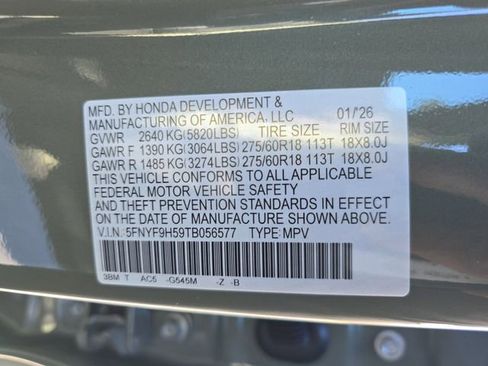 MFD. BY HONDA DEVELOPMENT &
MANUFACTURING OF AMERICA, LLC 01/'26
GVWR 2640 KG(5820LBS) TIRE SIZE RIM SIZE
GAWR F 1390 KG(3064LBS) 275/60R18 113T 18X8.0J
GAWR R 1485 KG(3274LBS) 275/60R18 113T 18X8.0J
THIS VEHICLE CONFORMS TO ALL APPLICABLE
FEDERAL MOTOR VEHICLE SAFETY
AND THEFT PREVENTION STANDARDS IN EFFECT
ON THE DATE OF MANUFACTURE SHOWN ABOVE.
V.I.N.: 5FNYF9H59TB056577 TYPE: MPV
3BM T AC5 -G545M -Z -B